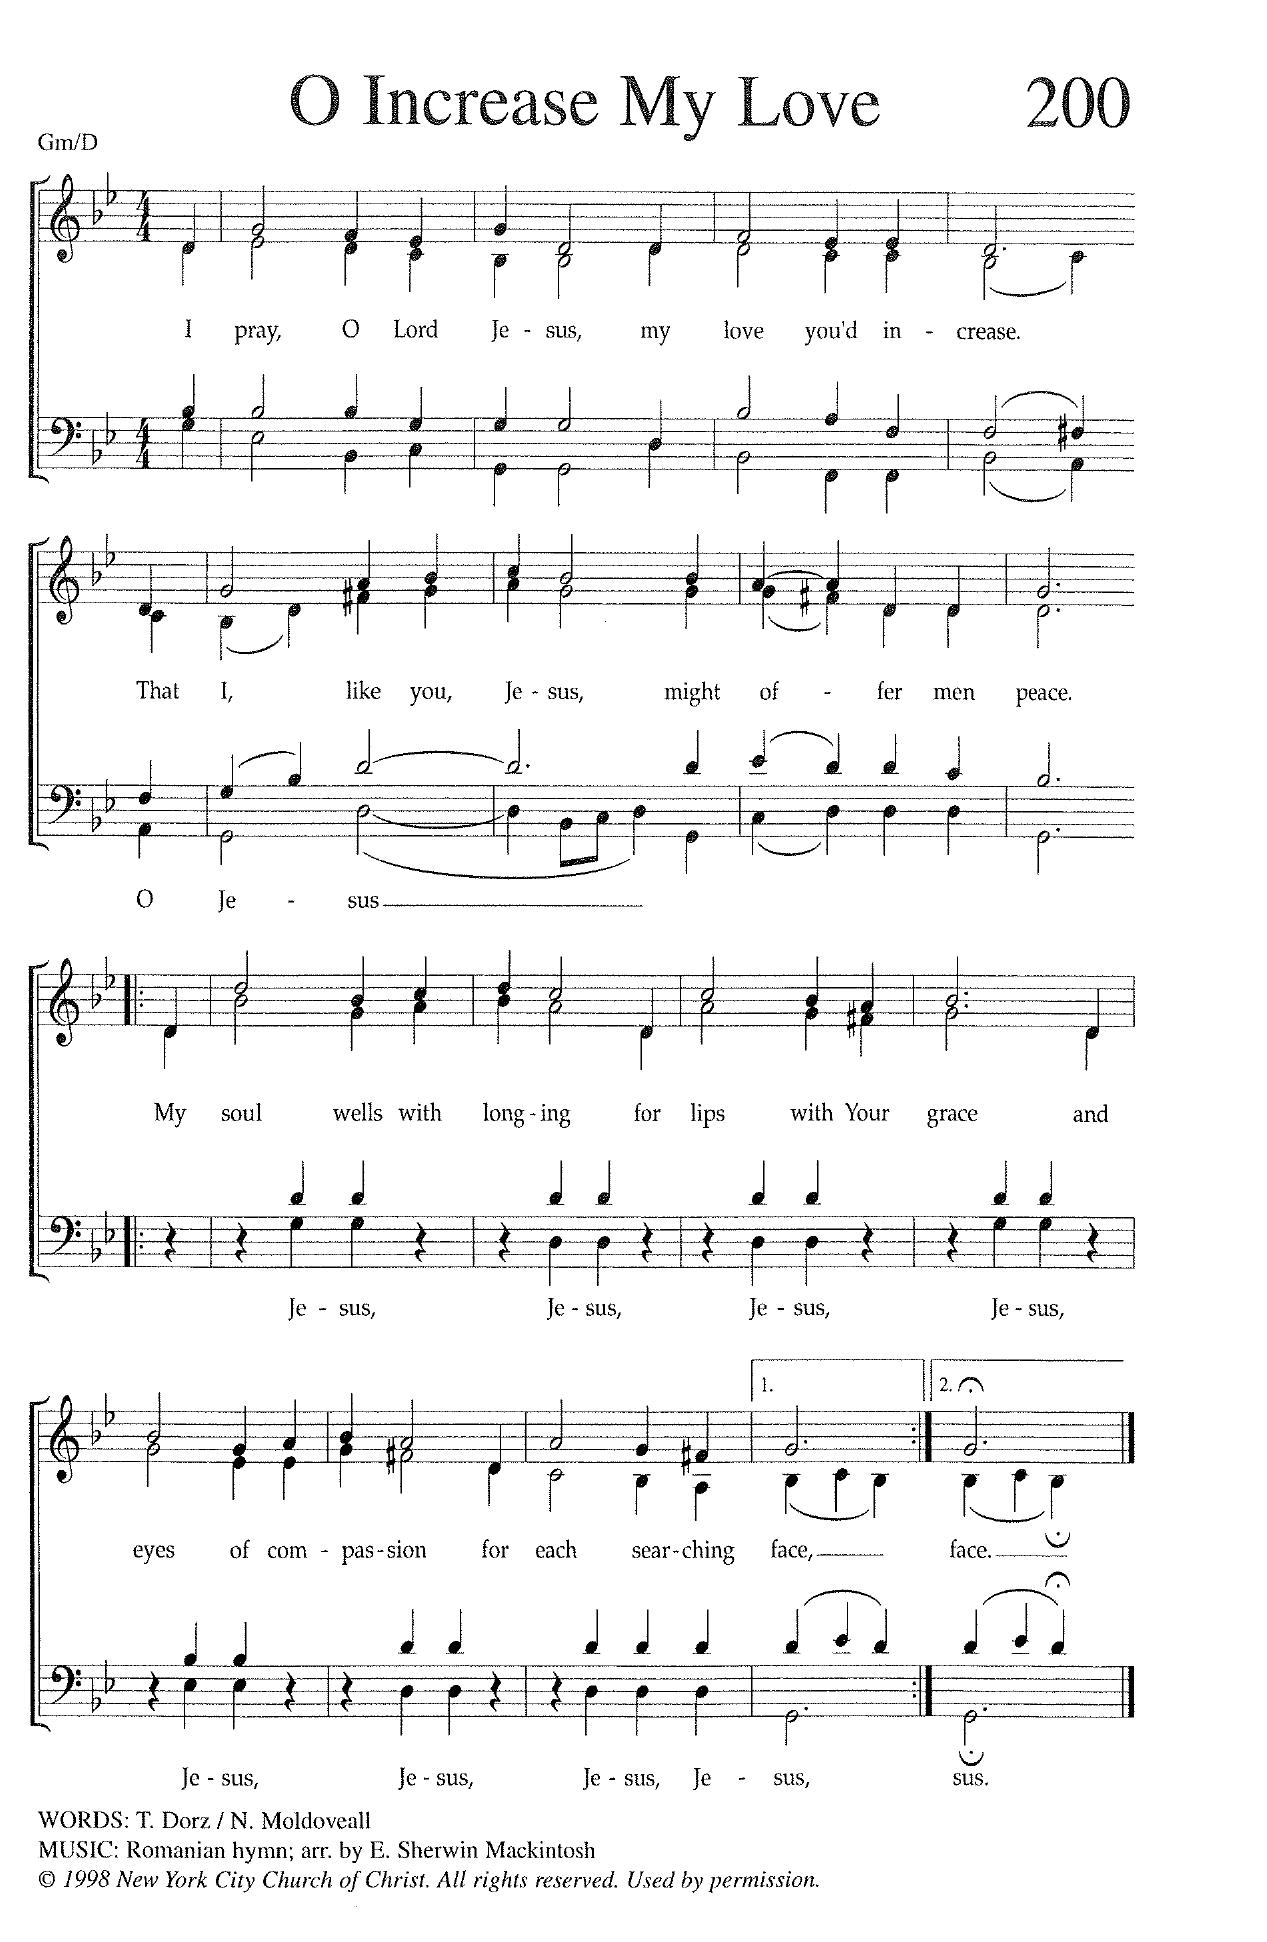 O Increase My Love 200
Gm/D
I pray, O Lord Je - sus, my love you'd in - crease.
That I, like you, Je - sus, might of - fer men peace.
O Je - sus
My soul wells with long - ing for lips with Your grace and
Je - sus, Je - sus, Je - sus, Je - sus,
1. 2.
eyes of com - pas - sion for each sear - ching face, face.
Je - sus, Je - sus, Je - sus, Je - sus, sus.
WORDS: T. Dorz / N. Moldoveall
MUSIC: Romanian hymn; arr. by E. Sherwin Mackintosh
© 1998 New York City Church of Christ. All rights reserved. Used by permission.